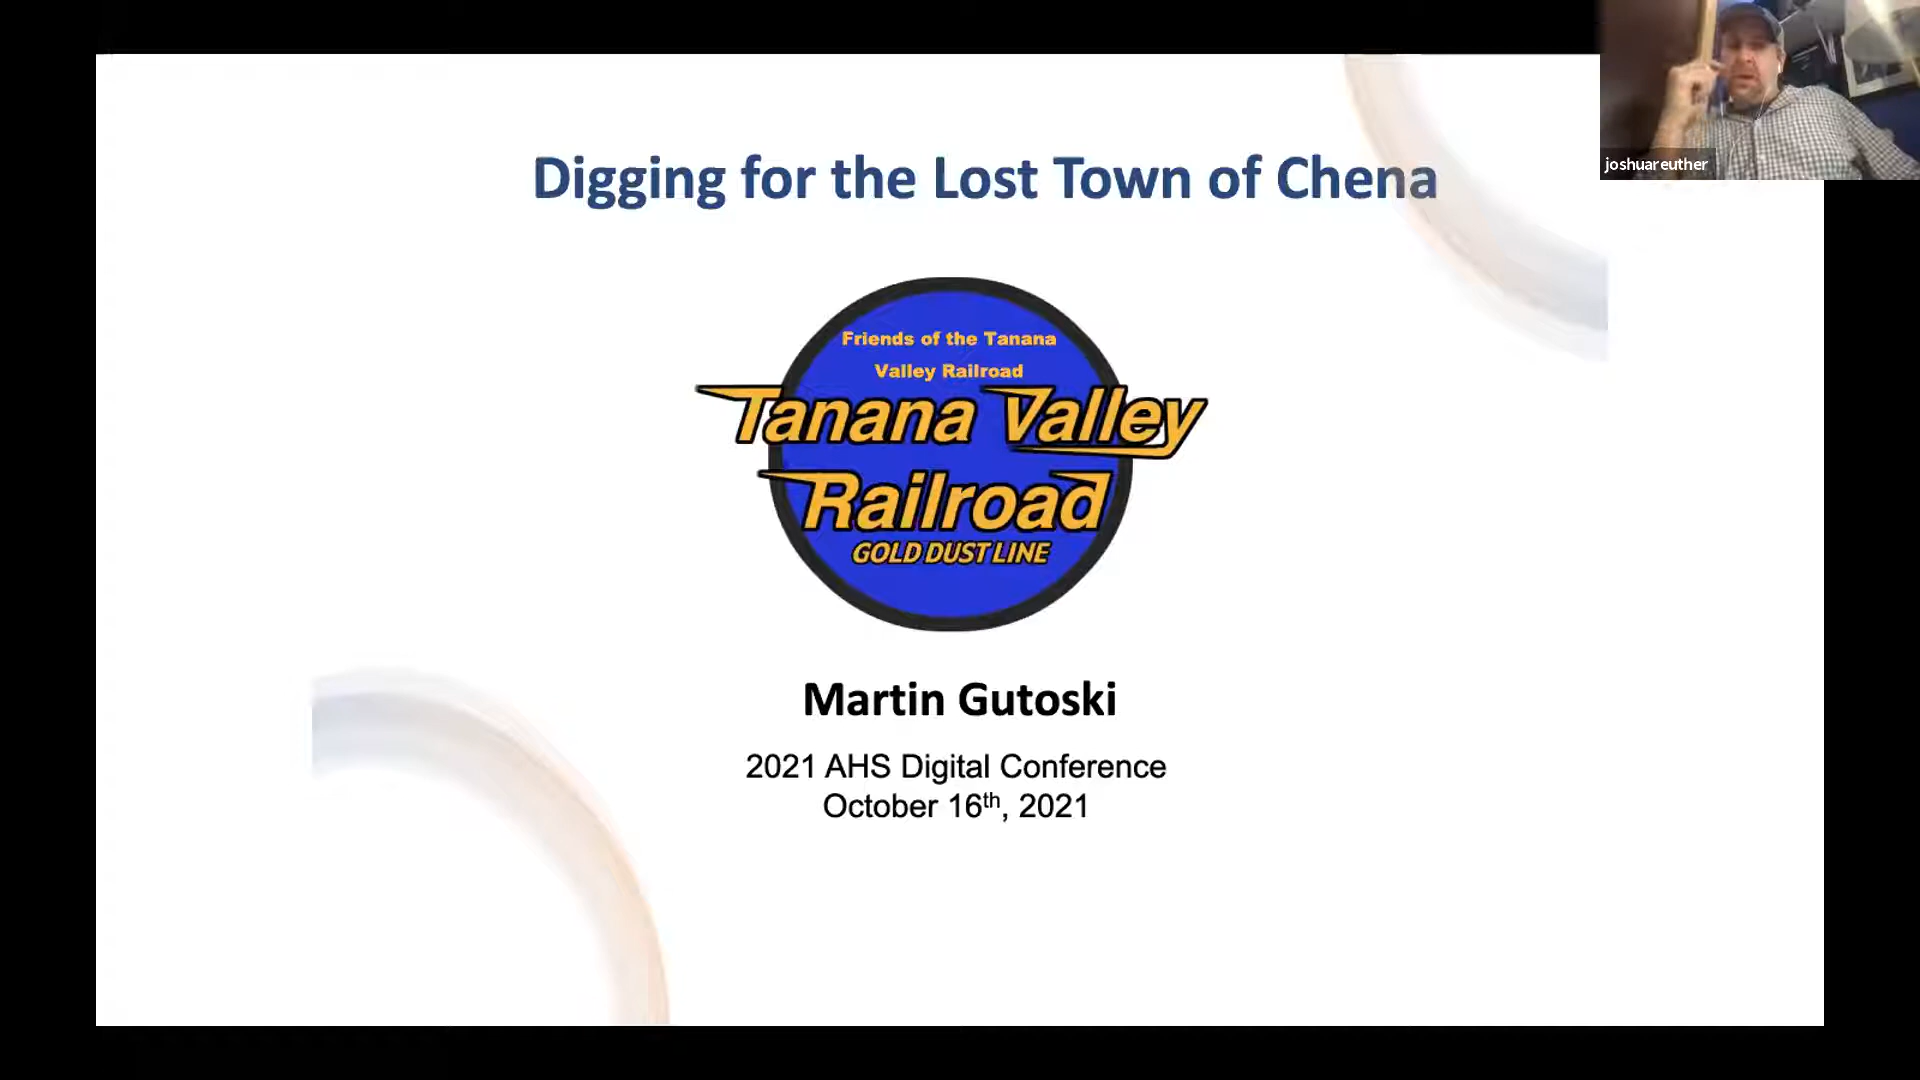 joshuareuther
Digging for the Lost Town of Chena
Friends of the Tanana
Valley Railroad
Tanana Valley
Railroad
GOLD DUST LINE
Martin Gutoski
2021 AHS Digital Conference
October 16th, 2021